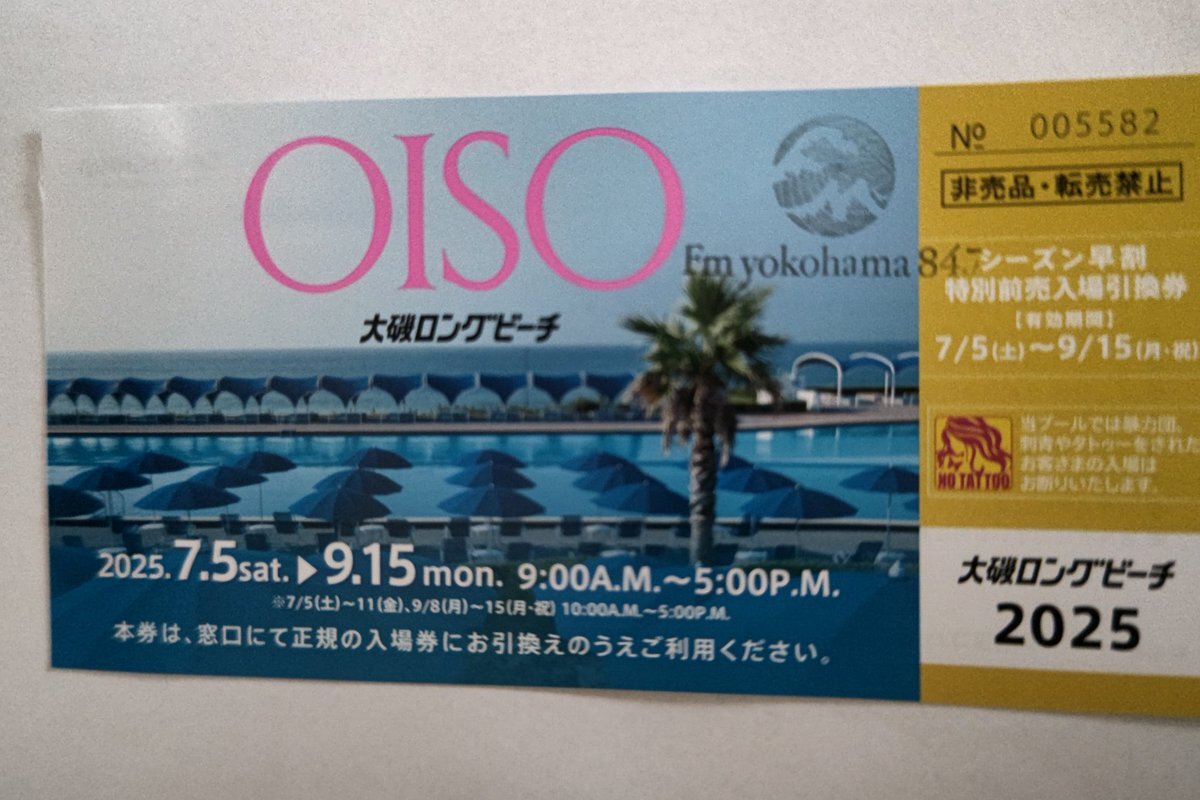 OISO
大磯ロングビーチ
Fm yokohama 84.7
2025.7.5sat.▶9.15mon. 9:00A.M.～5:00P.M.
※7/5(土)～11(金)、9/8(月)～15(月・祝) 10:00A.M.～5:00P.M.
本券は、窓口にて正規の入場券にお引換えのうえご利用ください。
№ 005582
非売品・転売禁止
シーズン早割
特別前売入場引換券
[有効期間]
7/5(土)～9/15(月・祝)
NO TATTOO
当プールでは暴力団、
刺青やタトゥーをされた
お客さまの入場は
お断りいたします。
大磯ロングビーチ
2025